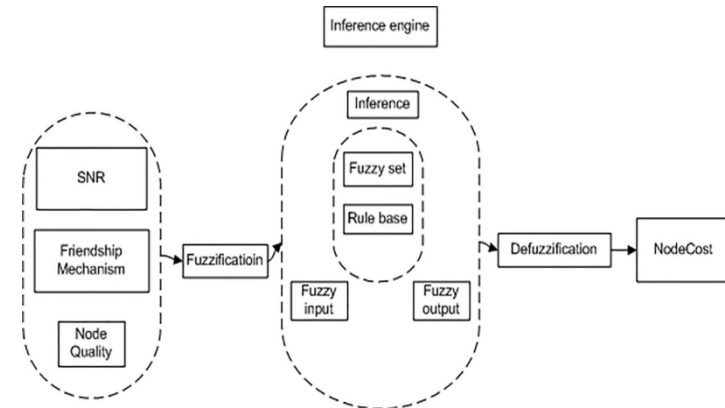 Inference engine
Inference
Fuzzy set
Rule base
SNR
Friendship
Mechanism
Node
Quality
Fuzzificatioin
Fuzzy
input
Fuzzy
output
Defuzzification
NodeCost